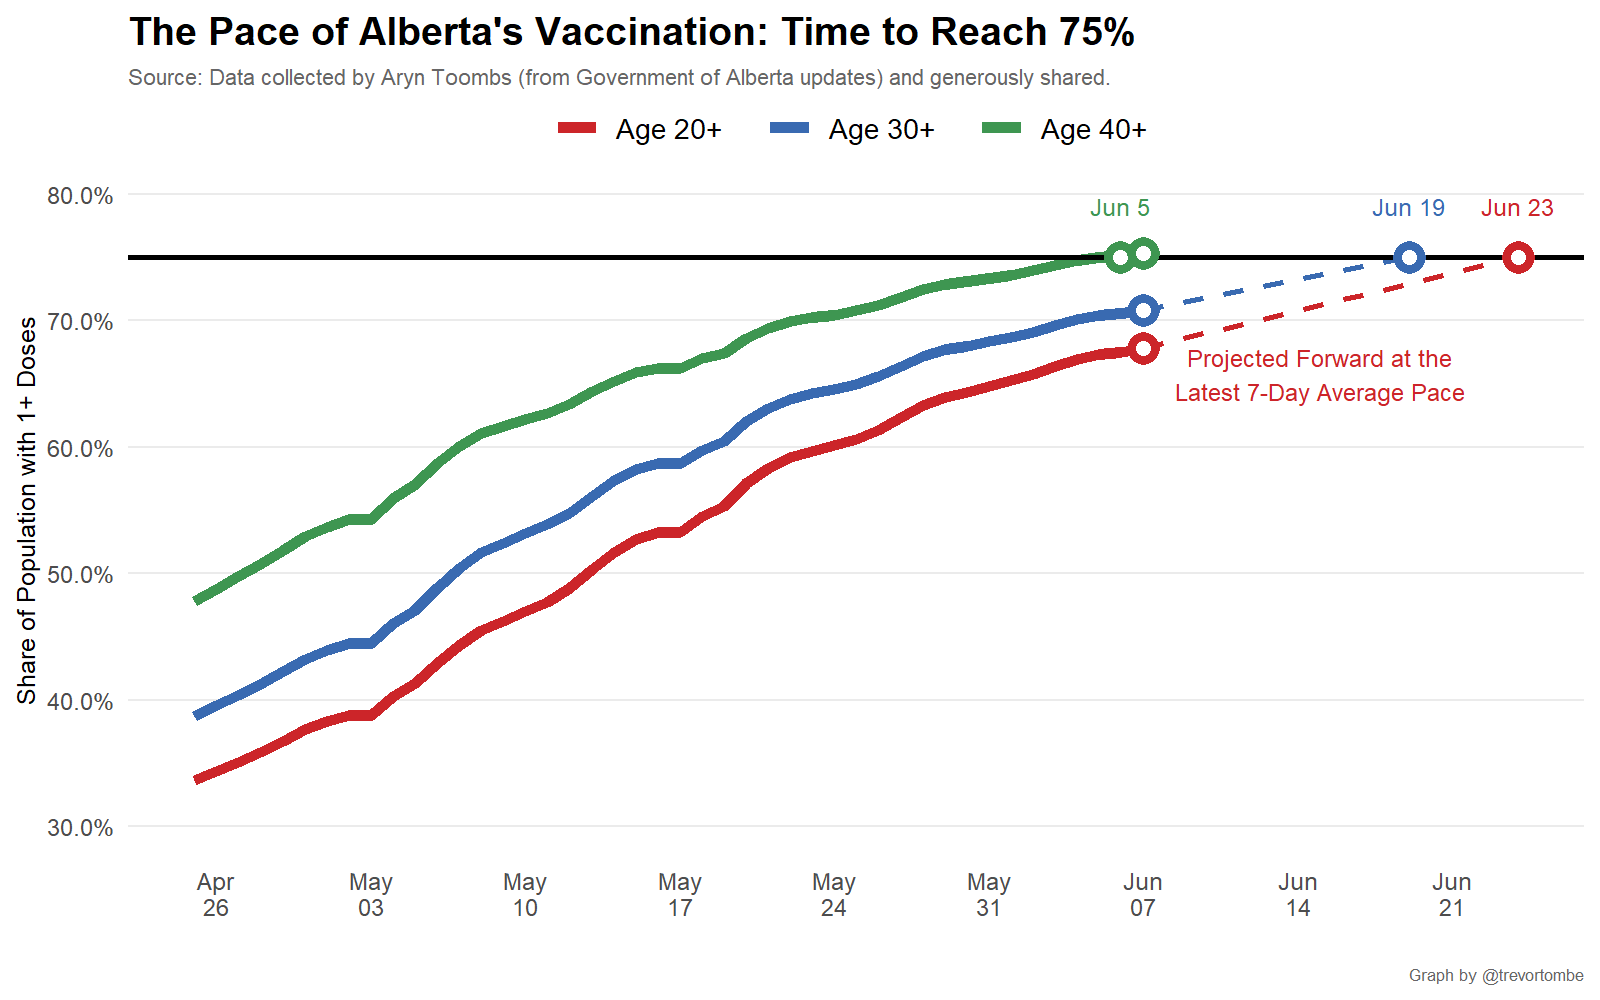 The Pace of Alberta's Vaccination: Time to Reach 75%
Source: Data collected by Aryn Toombs (from Government of Alberta updates) and generously shared.
Age 20+ Age 30+ Age 40+
Share of Population with 1+ Doses
80.0%
70.0%
60.0%
50.0%
40.0%
30.0%
Jun 5 Jun 19 Jun 23
Projected Forward at the
Latest 7-Day Average Pace
Apr May May May May May Jun Jun Jun
26 03 10 17 24 31 07 14 21
Graph by @trevortombe